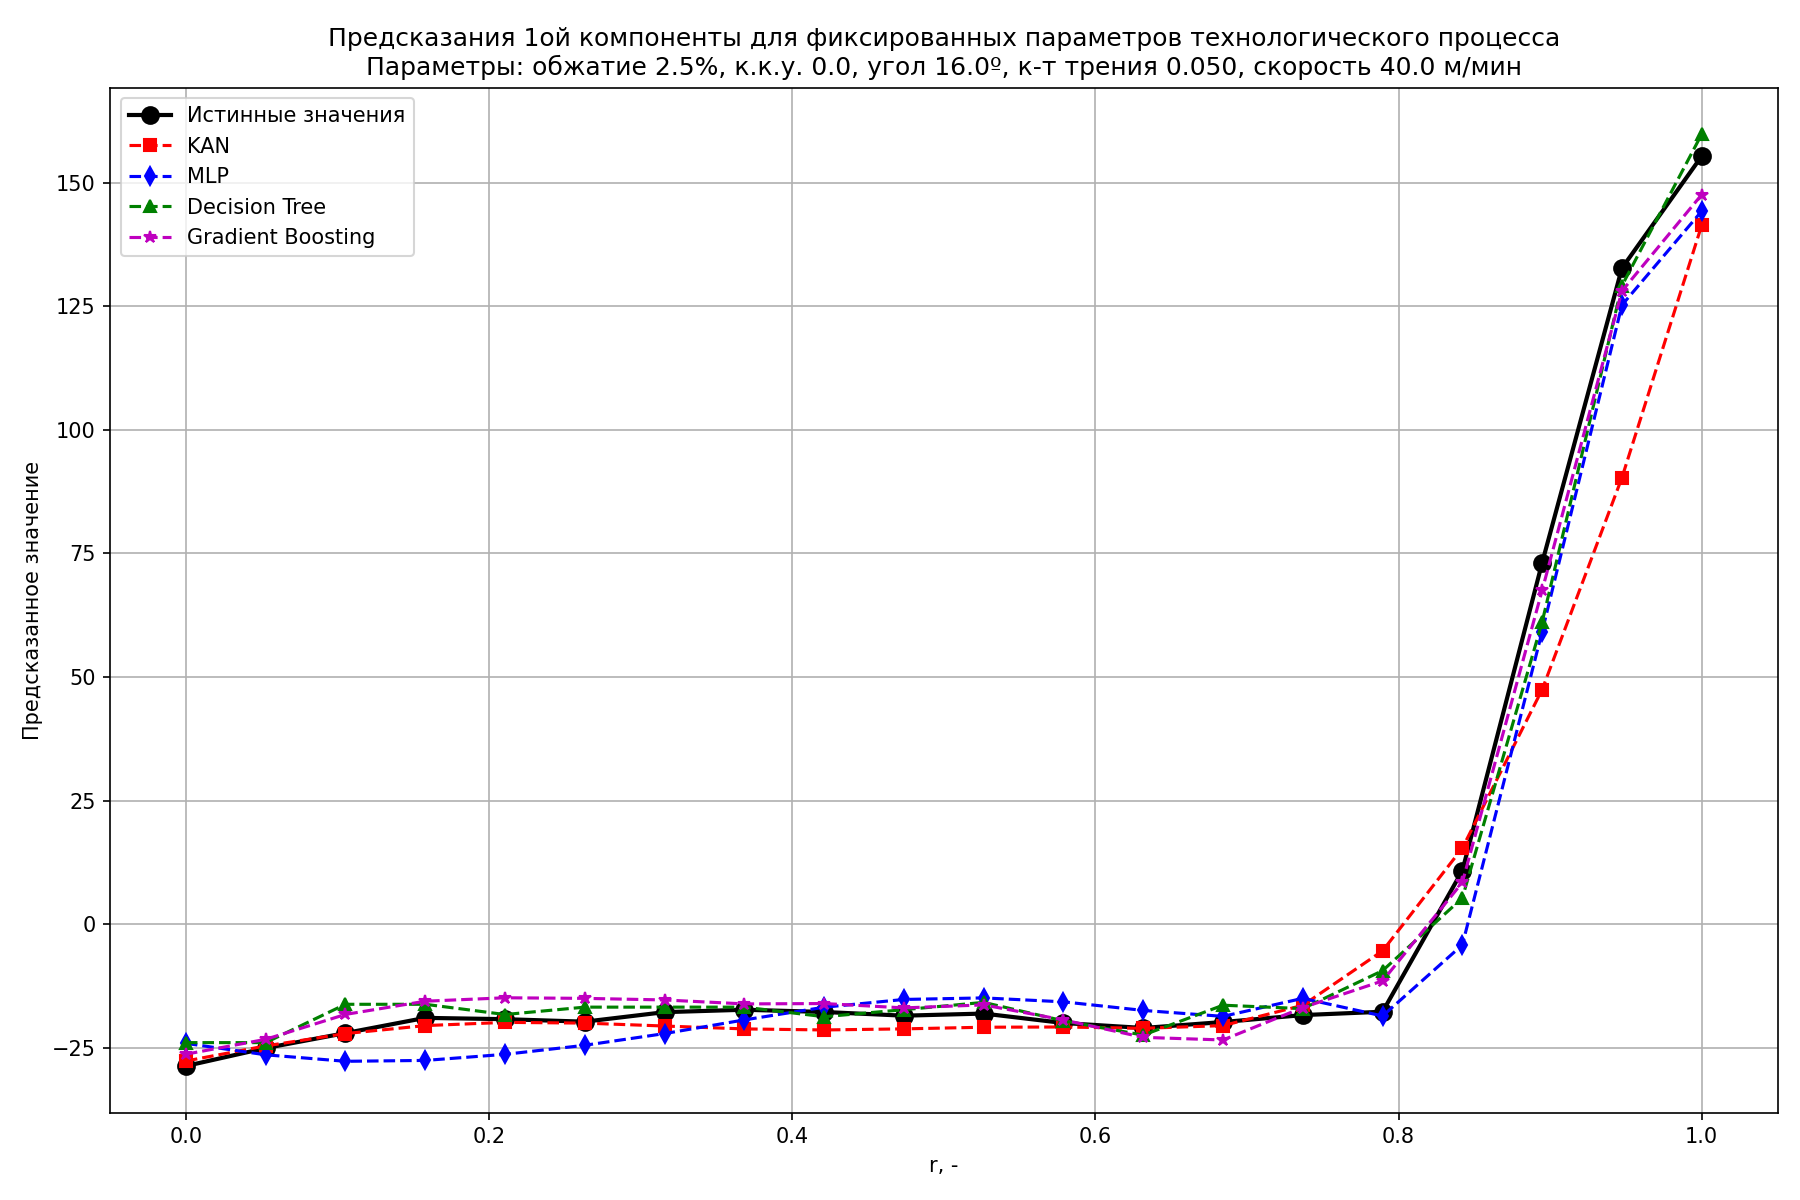 Предсказания 1ой компоненты для фиксированных параметров технологического процесса
Параметры: обжатие 2.5%, к.к.у. 0.0, угол 16.0º, к-т трения 0.050, скорость 40.0 м/мин
Истинные значения
KAN
MLP
Decision Tree
Gradient Boosting
Предсказанное значение
150
125
100
75
50
25
0
−25
0.0
0.2
0.4
0.6
0.8
1.0
r, -